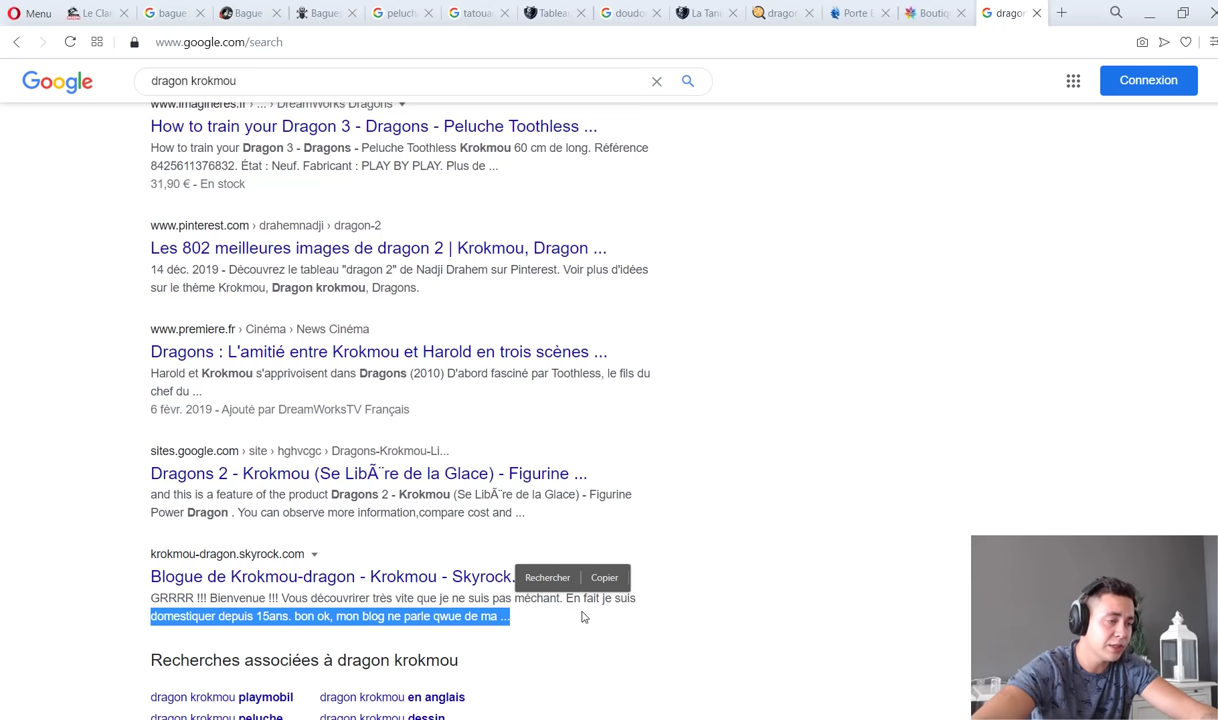 Menu Le Clan bague Bague Bagues peluch tatoua Tableau doudo La Tani dragon Porte B Boutiq dragon
www.google.com/search
Google dragon krokmou Connexion
www.imagineres.fr › ... › DreamWorks Dragons
How to train your Dragon 3 - Dragons - Peluche Toothless ...
How to train your Dragon 3 - Dragons - Peluche Toothless Krokmou 60 cm de long. Référence
8425611376832. État : Neuf. Fabricant : PLAY BY PLAY. Plus de ...
31,90 € - En stock
www.pinterest.com › drahemnadji › dragon-2
Les 802 meilleures images de dragon 2 | Krokmou, Dragon ...
14 déc. 2019 - Découvrez le tableau "dragon 2" de Nadji Drahem sur Pinterest. Voir plus d'idées
sur le thème Krokmou, Dragon krokmou, Dragons.
www.premiere.fr › Cinéma › News Cinéma
Dragons : L'amitié entre Krokmou et Harold en trois scènes ...
Harold et Krokmou s'apprivoisent dans Dragons (2010) D'abord fasciné par Toothless, le fils du
chef du ...
6 févr. 2019 - Ajouté par DreamWorksTV Français
sites.google.com › site › hghvcgc › Dragons-Krokmou-Li...
Dragons 2 - Krokmou (Se LibÃ¨re de la Glace) - Figurine ...
and this is a feature of the product Dragons 2 - Krokmou (Se LibÃ¨re de la Glace) - Figurine
Power Dragon . You can observe more information,compare cost and ...
krokmou-dragon.skyrock.com
Blogue de Krokmou-dragon - Krokmou - Skyrock.
Rechercher Copier
GRRRR !!! Bienvenue !!! Vous découvrirer très vite que je ne suis pas méchant. En fait je suis
domestiquer depuis 15ans. bon ok, mon blog ne parle qwue de ma ...
Recherches associées à dragon krokmou
dragon krokmou playmobil dragon krokmou en anglais
dragon krokmou peluche dragon krokmou dessin